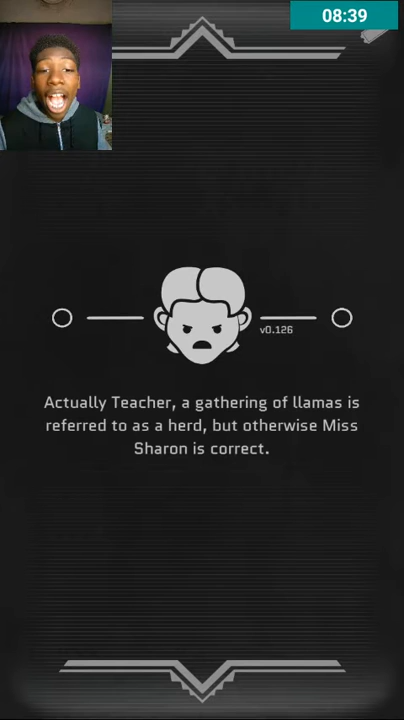 08:39
v0.126
Actually Teacher, a gathering of llamas is
referred to as a herd, but otherwise Miss
Sharon is correct.